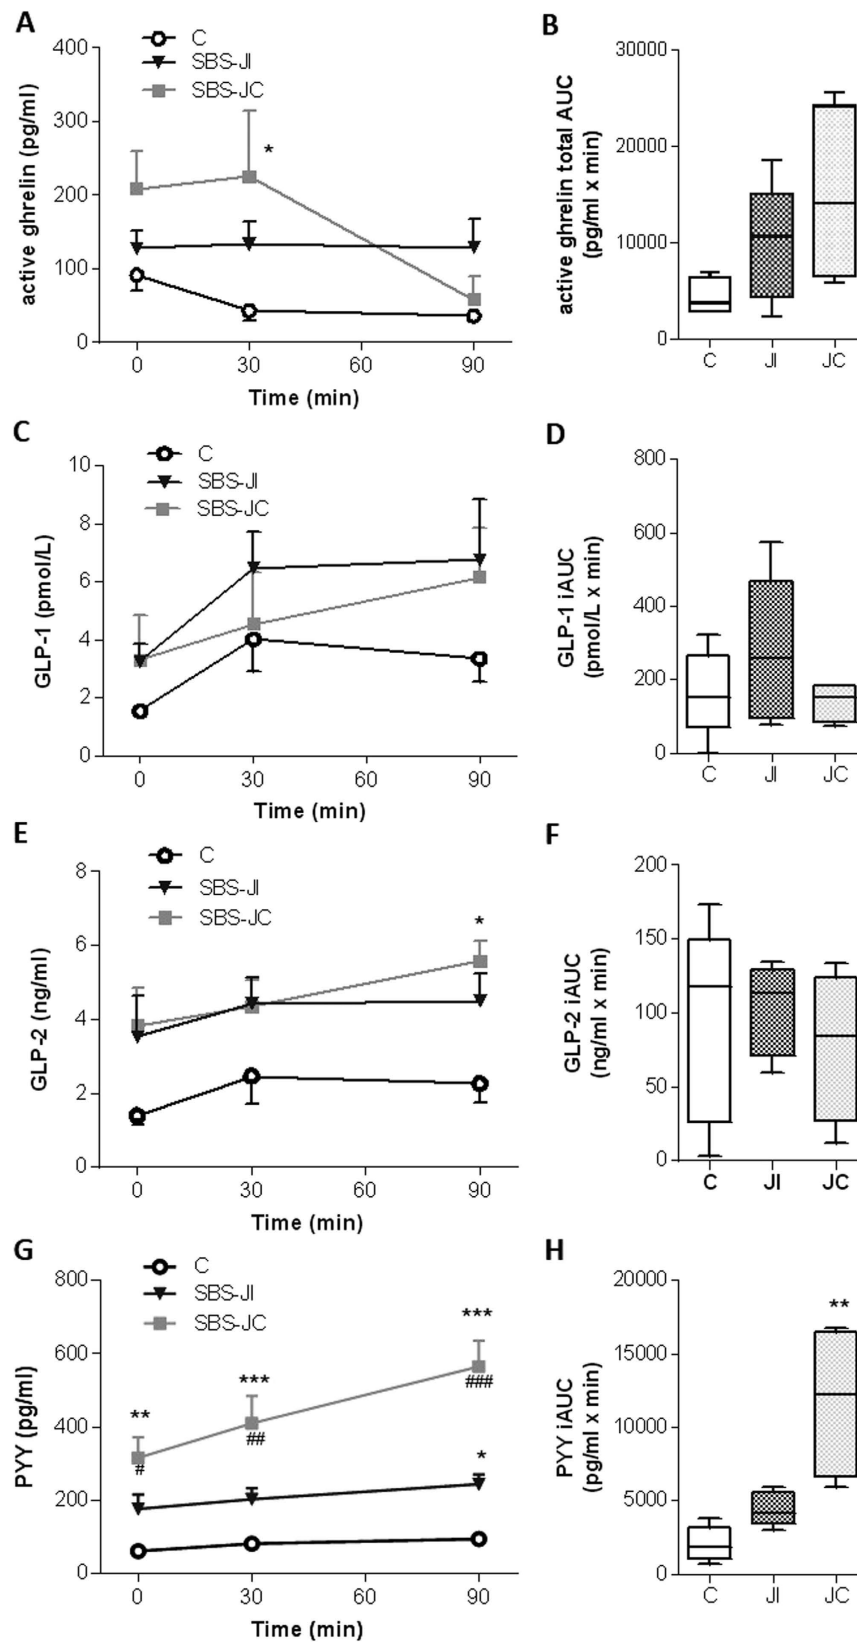 A
C
SBS-JI
SBS-JC
active ghrelin (pg/ml)
400
300
200
100
0
0 30 60 90
Time (min)
B
active ghrelin total AUC
(pg/ml x min)
30000
20000
10000
0
C JI JC
*
C
C
SBS-JI
SBS-JC
GLP-1 (pmol/L)
10
8
6
4
2
0
0 30 60 90
Time (min)
D
GLP-1 iAUC
(pmol/L x min)
800
600
400
200
0
C JI JC
E
C
SBS-JI
SBS-JC
GLP-2 (ng/ml)
8
6
4
2
0
*
0 30 60 90
Time (min)
F
GLP-2 iAUC
(ng/ml x min)
200
150
100
50
0
C JI JC
G
C
SBS-JI
SBS-JC
PYY (pg/ml)
800
600
400
200
0
** *** ***
# ## ###
*
0 30 60 90
Time (min)
H
PYY iAUC
(pg/ml x min)
20000
15000
10000
5000
0
**
C JI JC